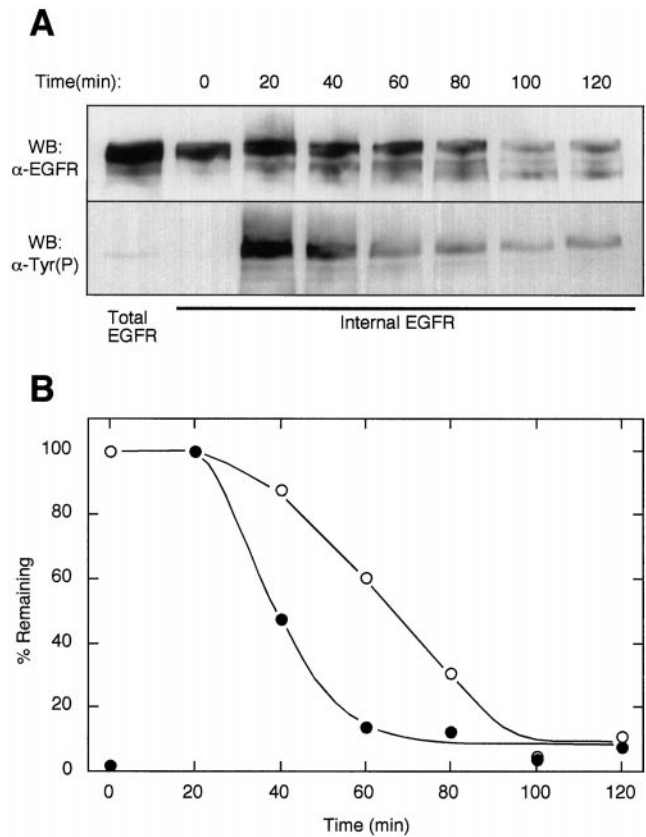 A
Time(min): 0 20 40 60 80 100 120
WB:
α-EGFR
WB:
α-Tyr(P)
Total
EGFR
Internal EGFR
B
% Remaining
100
80
60
40
20
0
0 20 40 60 80 100 120
Time (min)